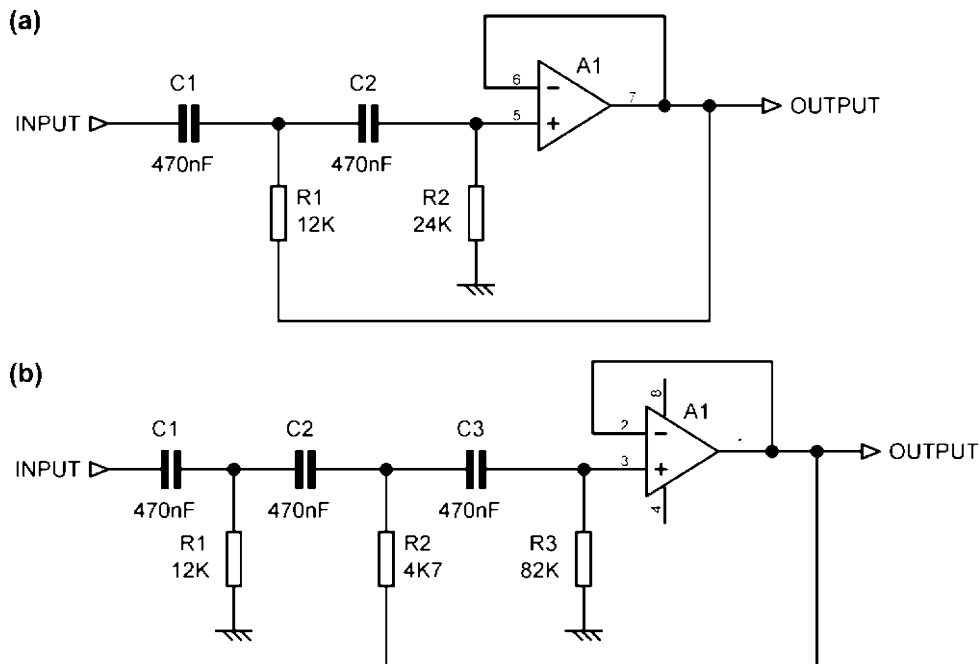 (a)
A1
C1 C2
6 7
INPUT 5 OUTPUT
− +
470nF 470nF
R1 R2
12K 24K
(b)
8 A1
C1 C2 C3 2
INPUT 3 OUTPUT
− +
470nF 470nF 470nF 4
R1 R2 R3
12K 4K7 82K